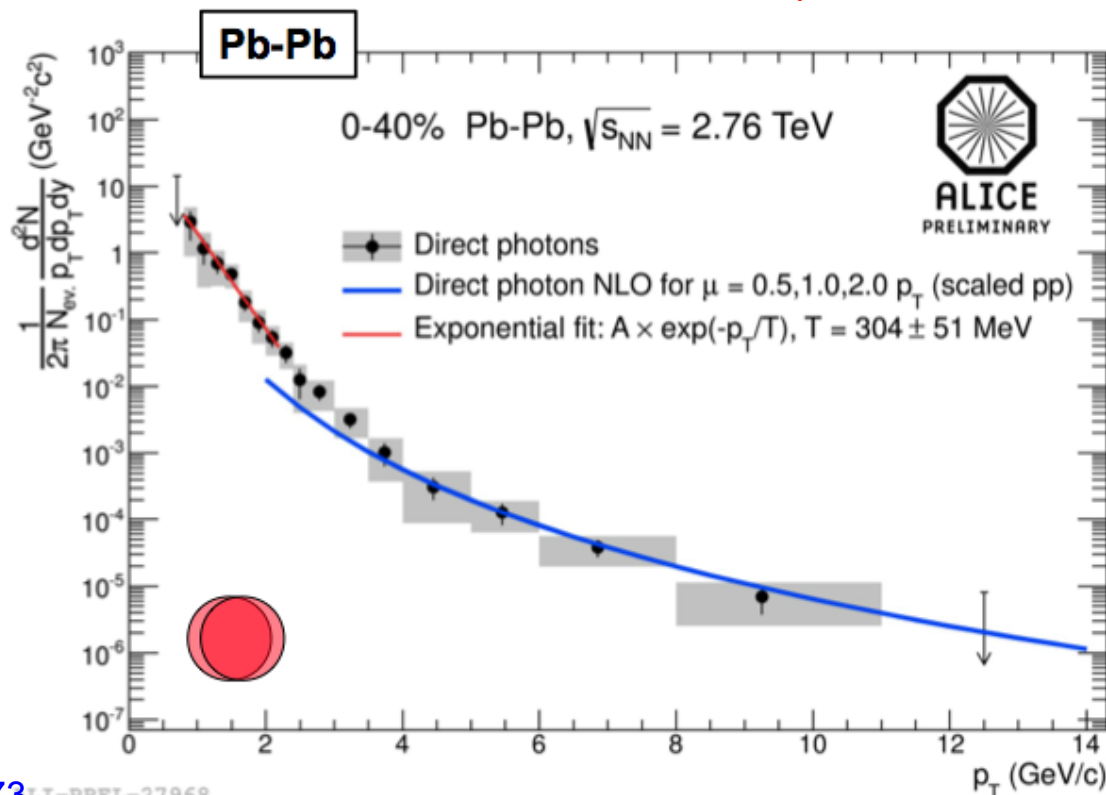 Pb-Pb
0-40% Pb-Pb, √s_NN = 2.76 TeV
ALICE
PRELIMINARY
Direct photons
Direct photon NLO for μ = 0.5,1.0,2.0 p_T (scaled pp)
Exponential fit: A × exp(-p_T/T), T = 304 ± 51 MeV
1/(2π N_ev.) d²N/(p_T dp_T dy) (GeV⁻²c²)
10³
10²
10
1
10⁻¹
10⁻²
10⁻³
10⁻⁴
10⁻⁵
10⁻⁶
10⁻⁷
0 2 4 6 8 10 12 14
p_T (GeV/c)